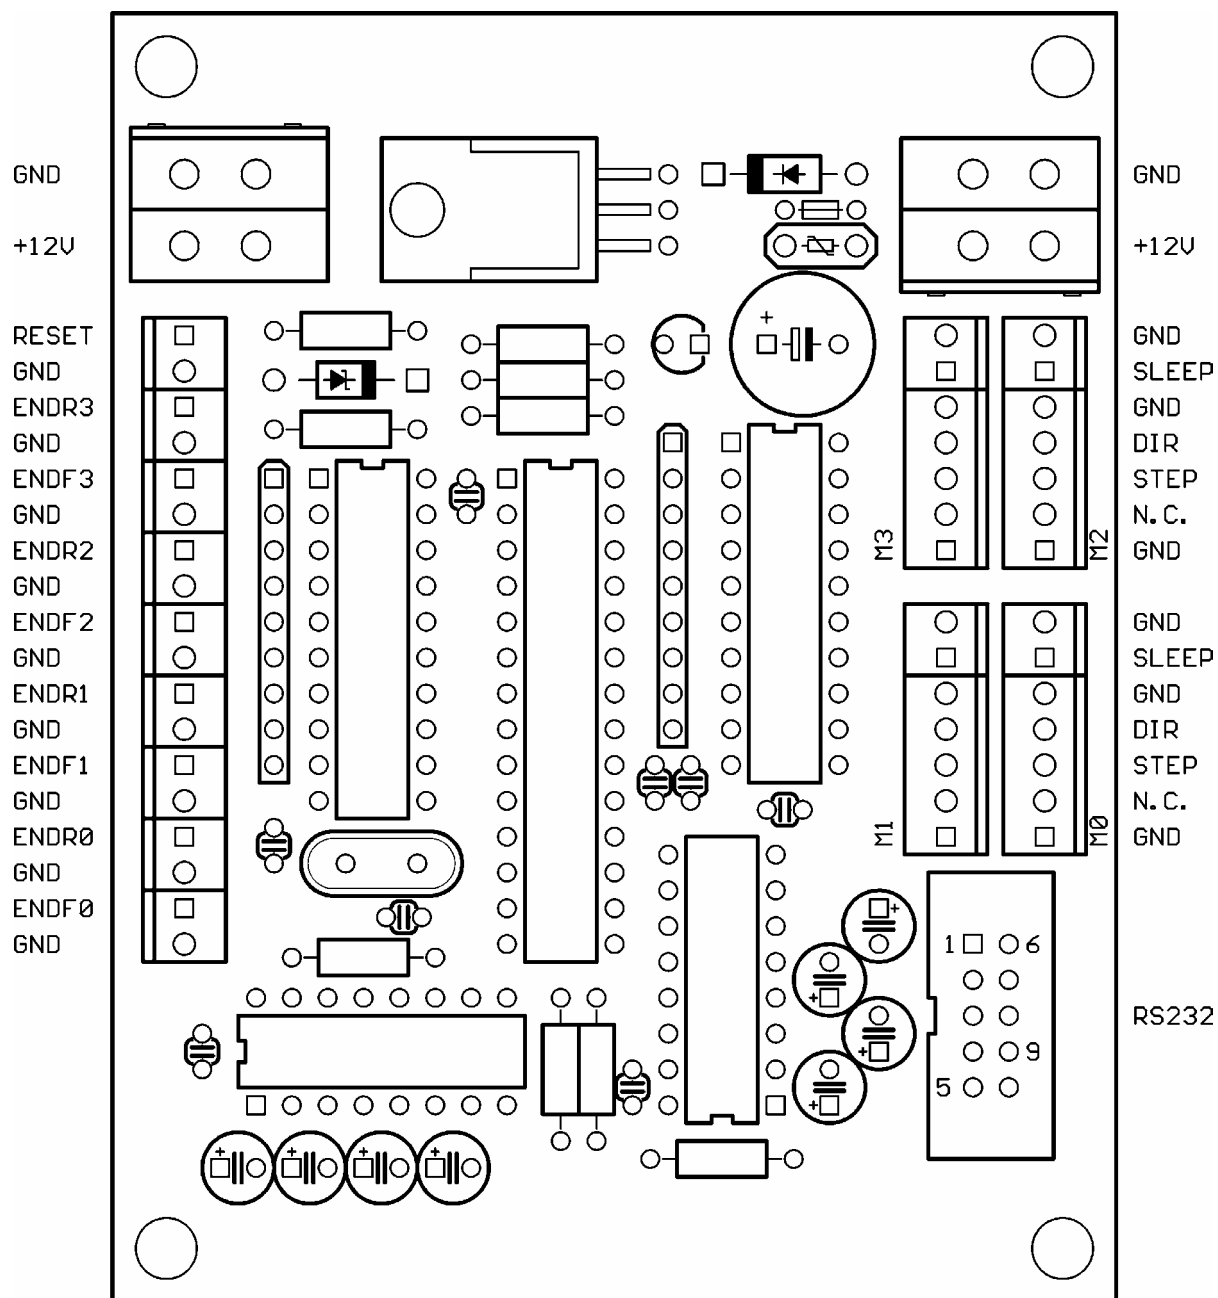 GND GND
+12V +12V
RESET GND
GND SLEEP
ENDR3 GND
GND DIR
ENDF3 STEP
GND N.C.
ENDR2 M3 M2 GND
GND
ENDF2 GND
GND SLEEP
ENDR1 GND
GND DIR
ENDF1 STEP
GND N.C.
ENDR0 M1 M0 GND
GND
ENDF0
GND 1 6
RS232
9
5